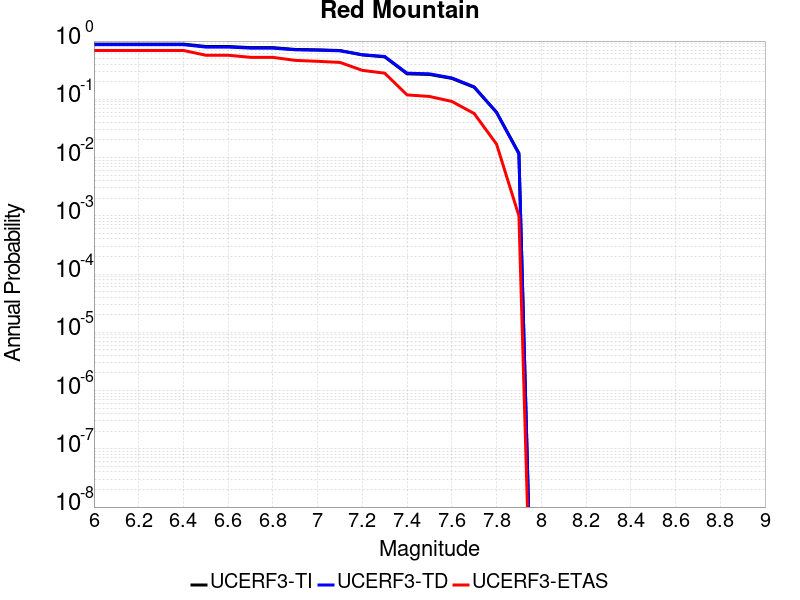 Red Mountain
10^0
10^-1
10^-2
10^-3
10^-4
10^-5
10^-6
10^-7
10^-8
Annual Probability
6 6.2 6.4 6.6 6.8 7 7.2 7.4 7.6 7.8 8 8.2 8.4 8.6 8.8 9
Magnitude
UCERF3-TI UCERF3-TD UCERF3-ETAS